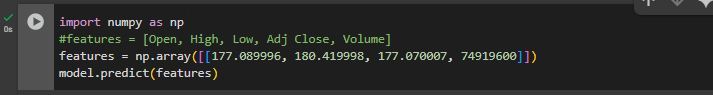 import numpy as np
#features = [Open, High, Low, Adj Close, Volume]
features = np.array([[177.089996, 180.419998, 177.070007, 74919600]])
model.predict(features)
0s